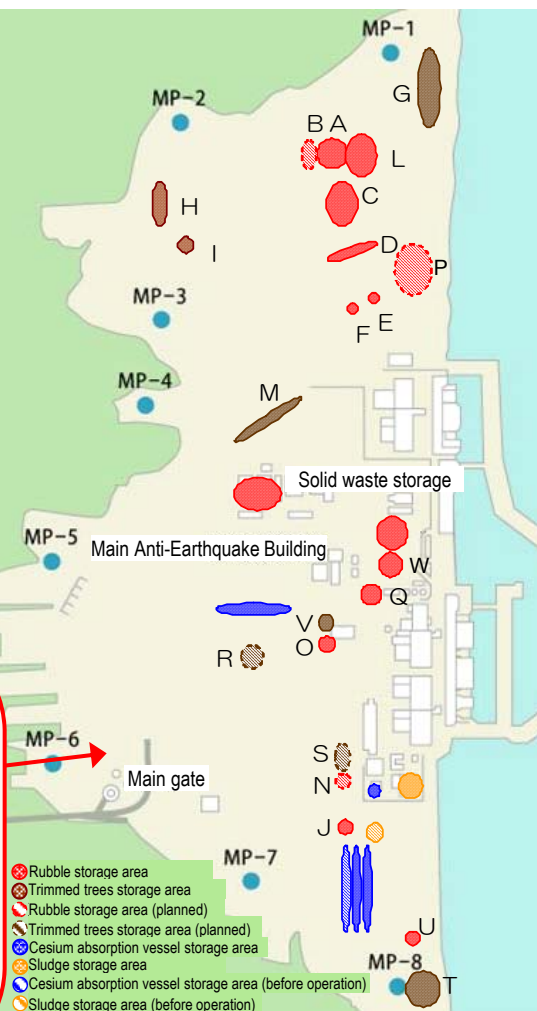 MP-1
G
MP-2
B A
L
H
C
I
D
P
E
F
MP-3
MP-4
M
Solid waste storage
MP-5
Main Anti-Earthquake Building
W
Q
V
O
R
MP-6
S
Main gate
N
J
MP-7
Rubble storage area
Trimmed trees storage area
Rubble storage area (planned)
Trimmed trees storage area (planned)
Cesium absorption vessel storage area
Sludge storage area
Cesium absorption vessel storage area (before operation)
Sludge storage area (before operation)
U
MP-8
T